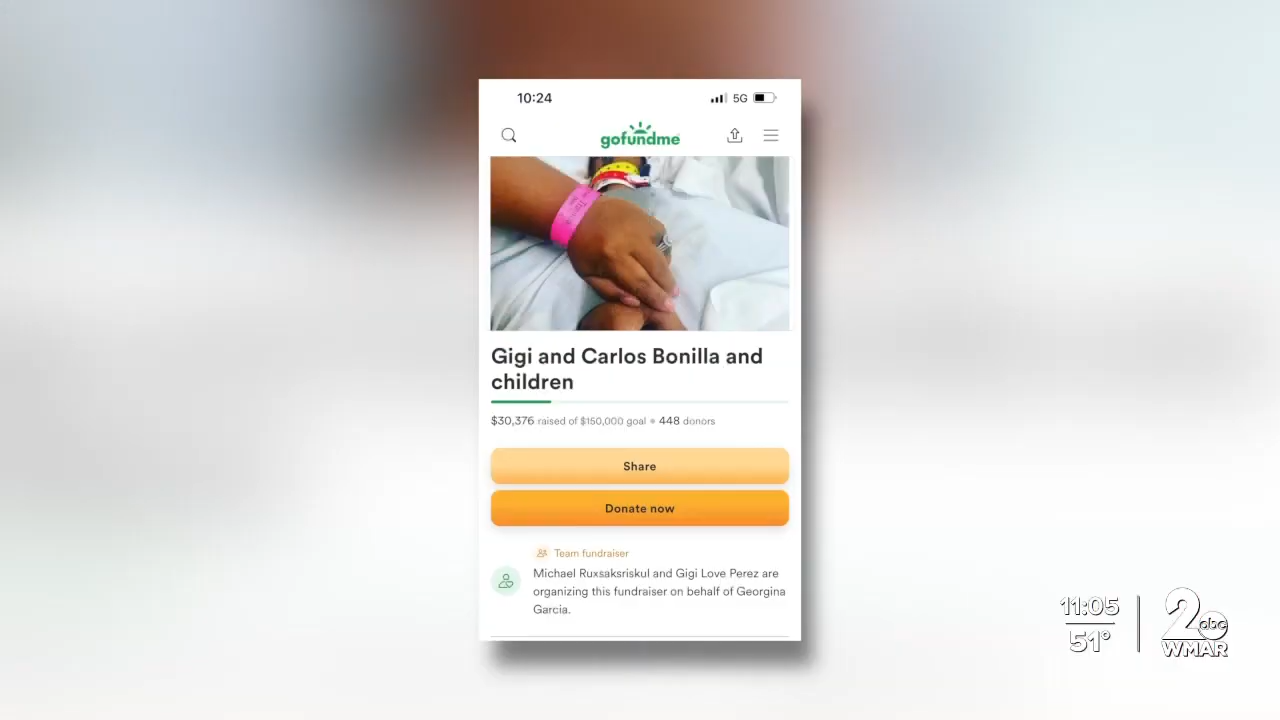 10:24
5G
gofundme
Gigi and Carlos Bonilla and
children
$30,376 raised of $150,000 goal • 448 donors
Share
Donate now
Team fundraiser
Michael Ruxsaksriskul and Gigi Love Perez are
organizing this fundraiser on behalf of Georgina
Garcia.
11:05
51°
2
abc
WMAR